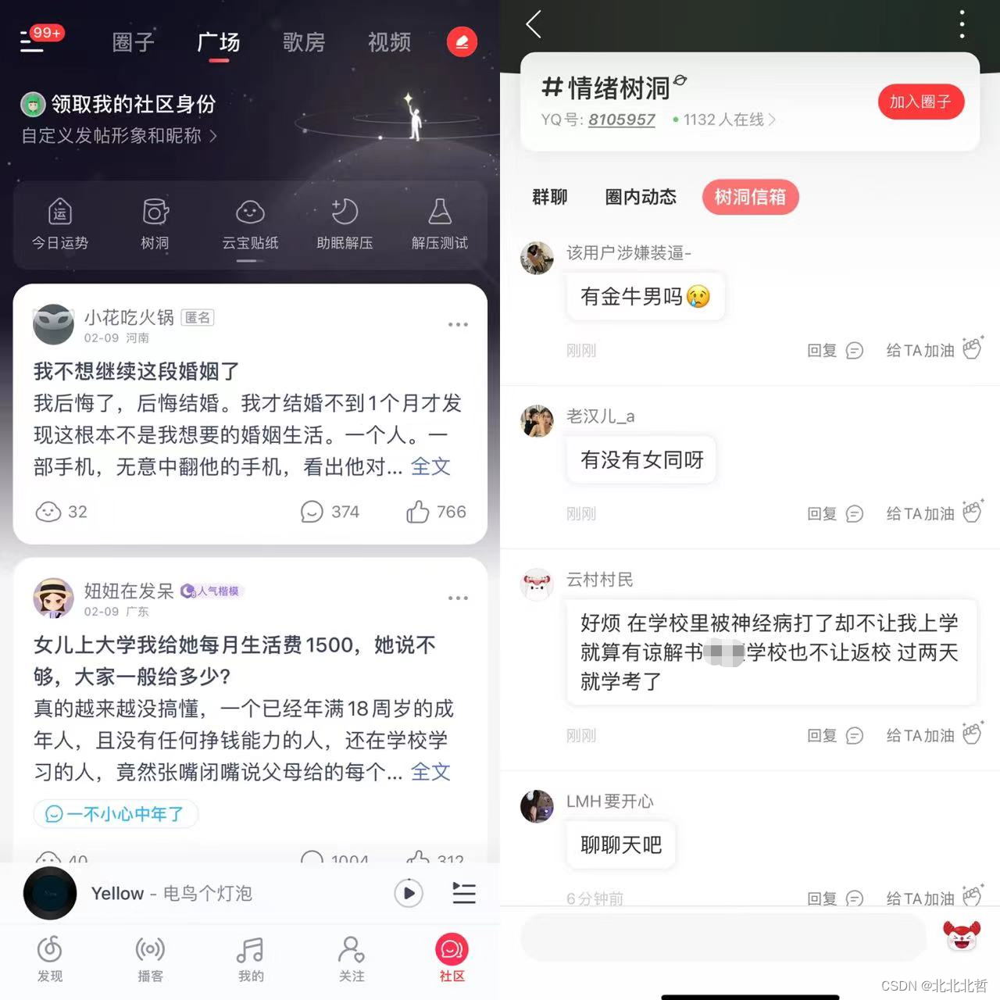 99+
圈子
广场
歌房
视频
领取我的社区身份
自定义发帖形象和昵称
运
今日运势
树洞
云宝贴纸
助眠解压
解压测试
小花吃火锅 匿名
02-09 河南
我不想继续这段婚姻了
我后悔了，后悔结婚。我才结婚不到1个月才发
现这根本不是我想要的婚姻生活。一个人。一
部手机，无意中翻他的手机，看出他对... 全文
32
374
766
妞妞在发呆 人气楷模
02-09 广东
女儿上大学我给她每月生活费1500，她说不
够，大家一般给多少？
真的越来越没搞懂，一个已经年满18周岁的成
年人，且没有任何挣钱能力的人，还在学校学
习的人，竟然张嘴闭嘴说父母给的每个... 全文
一不小心中年了
40
1004
312
Yellow - 电鸟个灯泡
发现
播客
我的
关注
社区
#情绪树洞
YQ号: 8105957
1132人在线
加入圈子
群聊
圈内动态
树洞信箱
该用户涉嫌装逼-
有金牛男吗😢
刚刚
回复
给TA加油
老汉儿_a
有没有女同呀
刚刚
回复
给TA加油
云村村民
好烦 在学校里被神经病打了却不让我上学
就算有谅解书 学校也不让返校 过两天
就学考了
刚刚
回复
给TA加油
LMH要开心
聊聊天吧
6分钟前
回复
给TA加油
CSDN @北北北哲